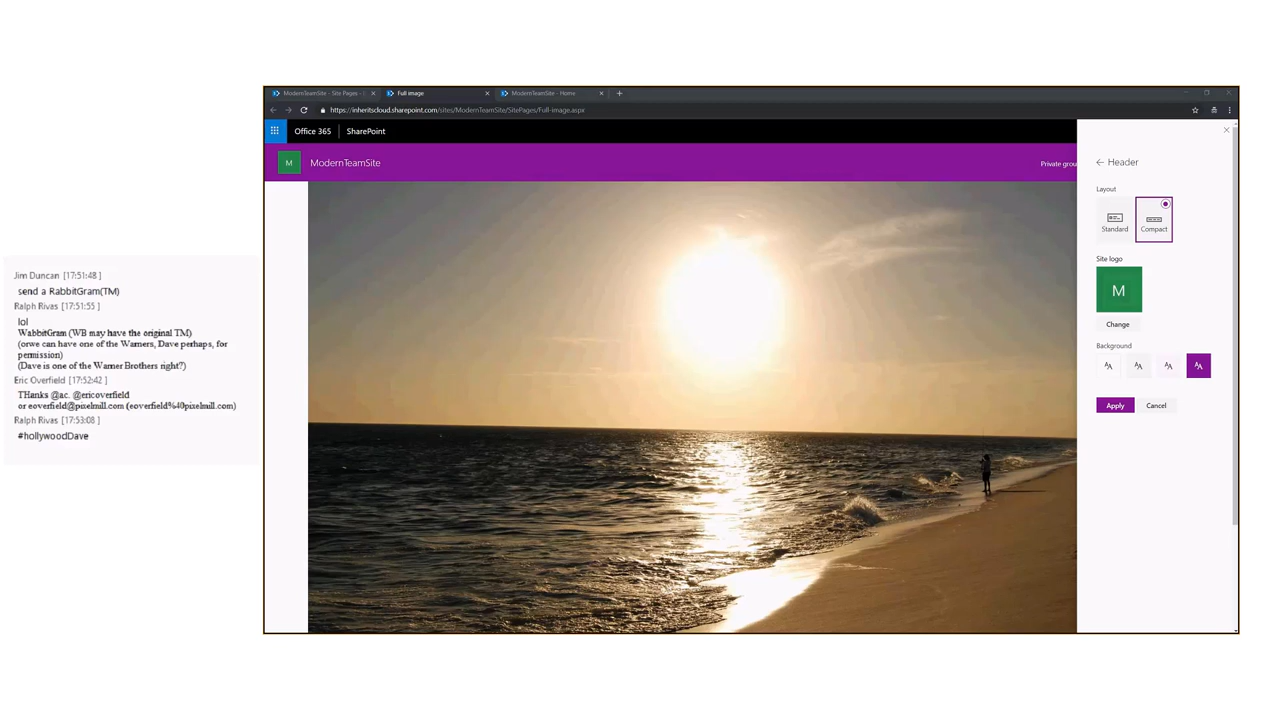 ModernTeamSite - Site Pages -
Full image
ModernTeamSite - Home
https://inheritscloud.sharepoint.com/sites/ModernTeamSite/SitePages/Full-image.aspx
Office 365
SharePoint
M
ModernTeamSite
Private grou
Header
Layout
Standard
Compact
Site logo
M
Change
Background
Apply
Cancel
Jim Duncan [17:51:48 ]
send a RabbitGram(TM)
Ralph Rivas [17:51:55 ]
lol
WabbitGram (WB may have the original TM)
(orwe can have one of the Warners, Dave perhaps, for
permission)
(Dave is one of the Warner Brothers right?)
Eric Overfield [17:52:42 ]
THanks @ac. @ericoverfield
or eoverfield@pixelmill.com (eoverfield%40pixelmill.com)
Ralph Rivas [17:53:08 ]
#hollywoodDave